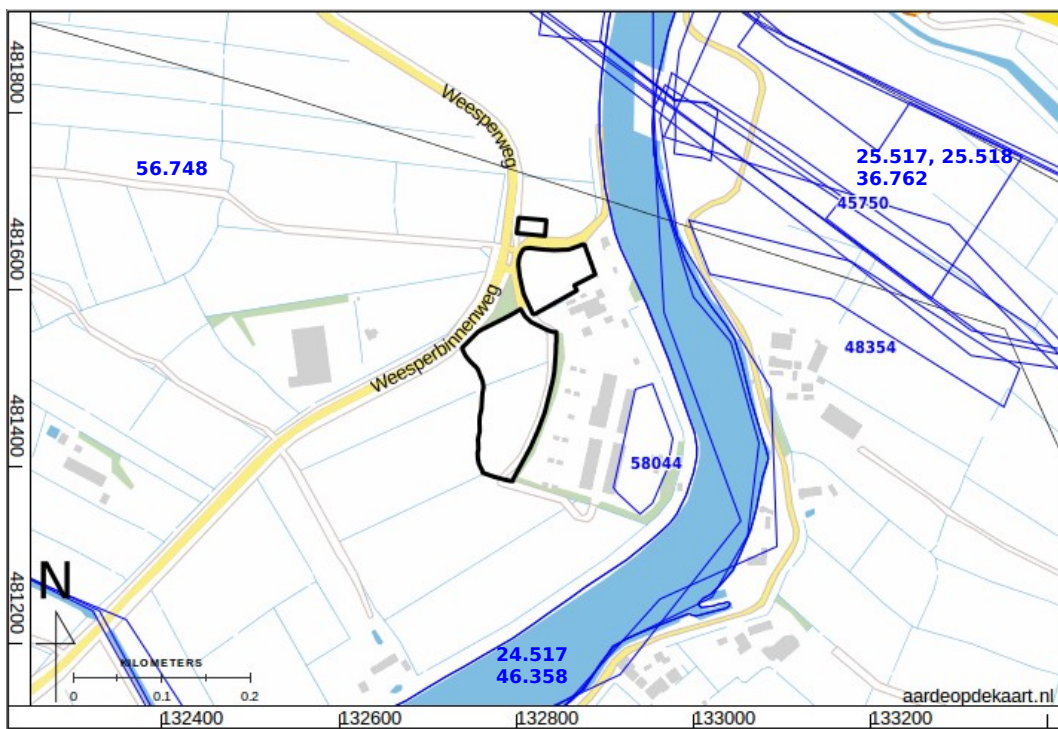 481800
481600
481400
481200
Weesperweg
56.748
25.517, 25.518
36.762
45750
Weesperbinnenweg
48354
58044
N
KILOMETERS
0 0.1 0.2
24.517
46.358
aardeopdekaart.nl
132400 132600 132800 133000 133200